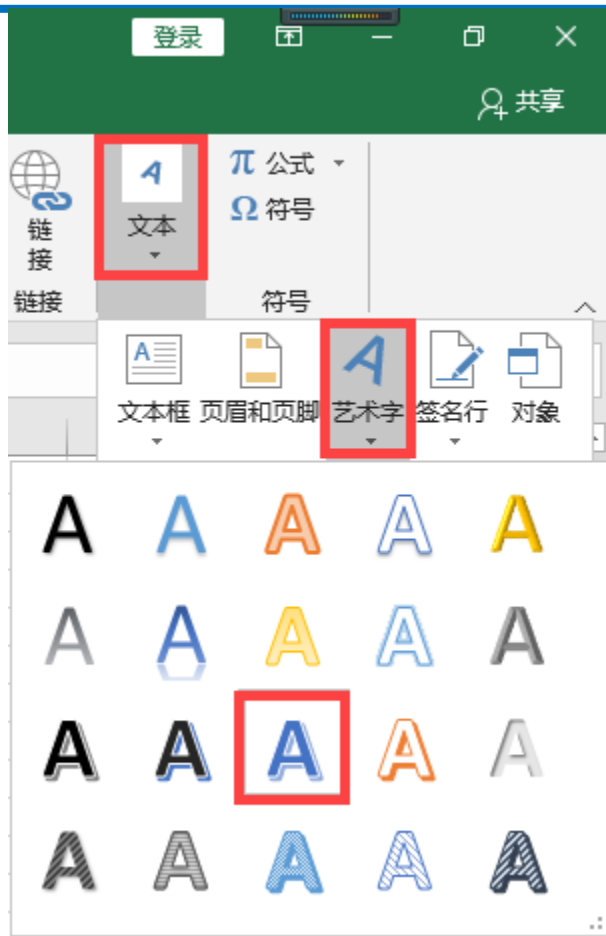 登录
共享
链接
文本
π 公式
Ω 符号
链接
符号
文本框 页眉和页脚 艺术字 签名行 对象
A A A A A
A A A A A
A A A A A
A A A A A